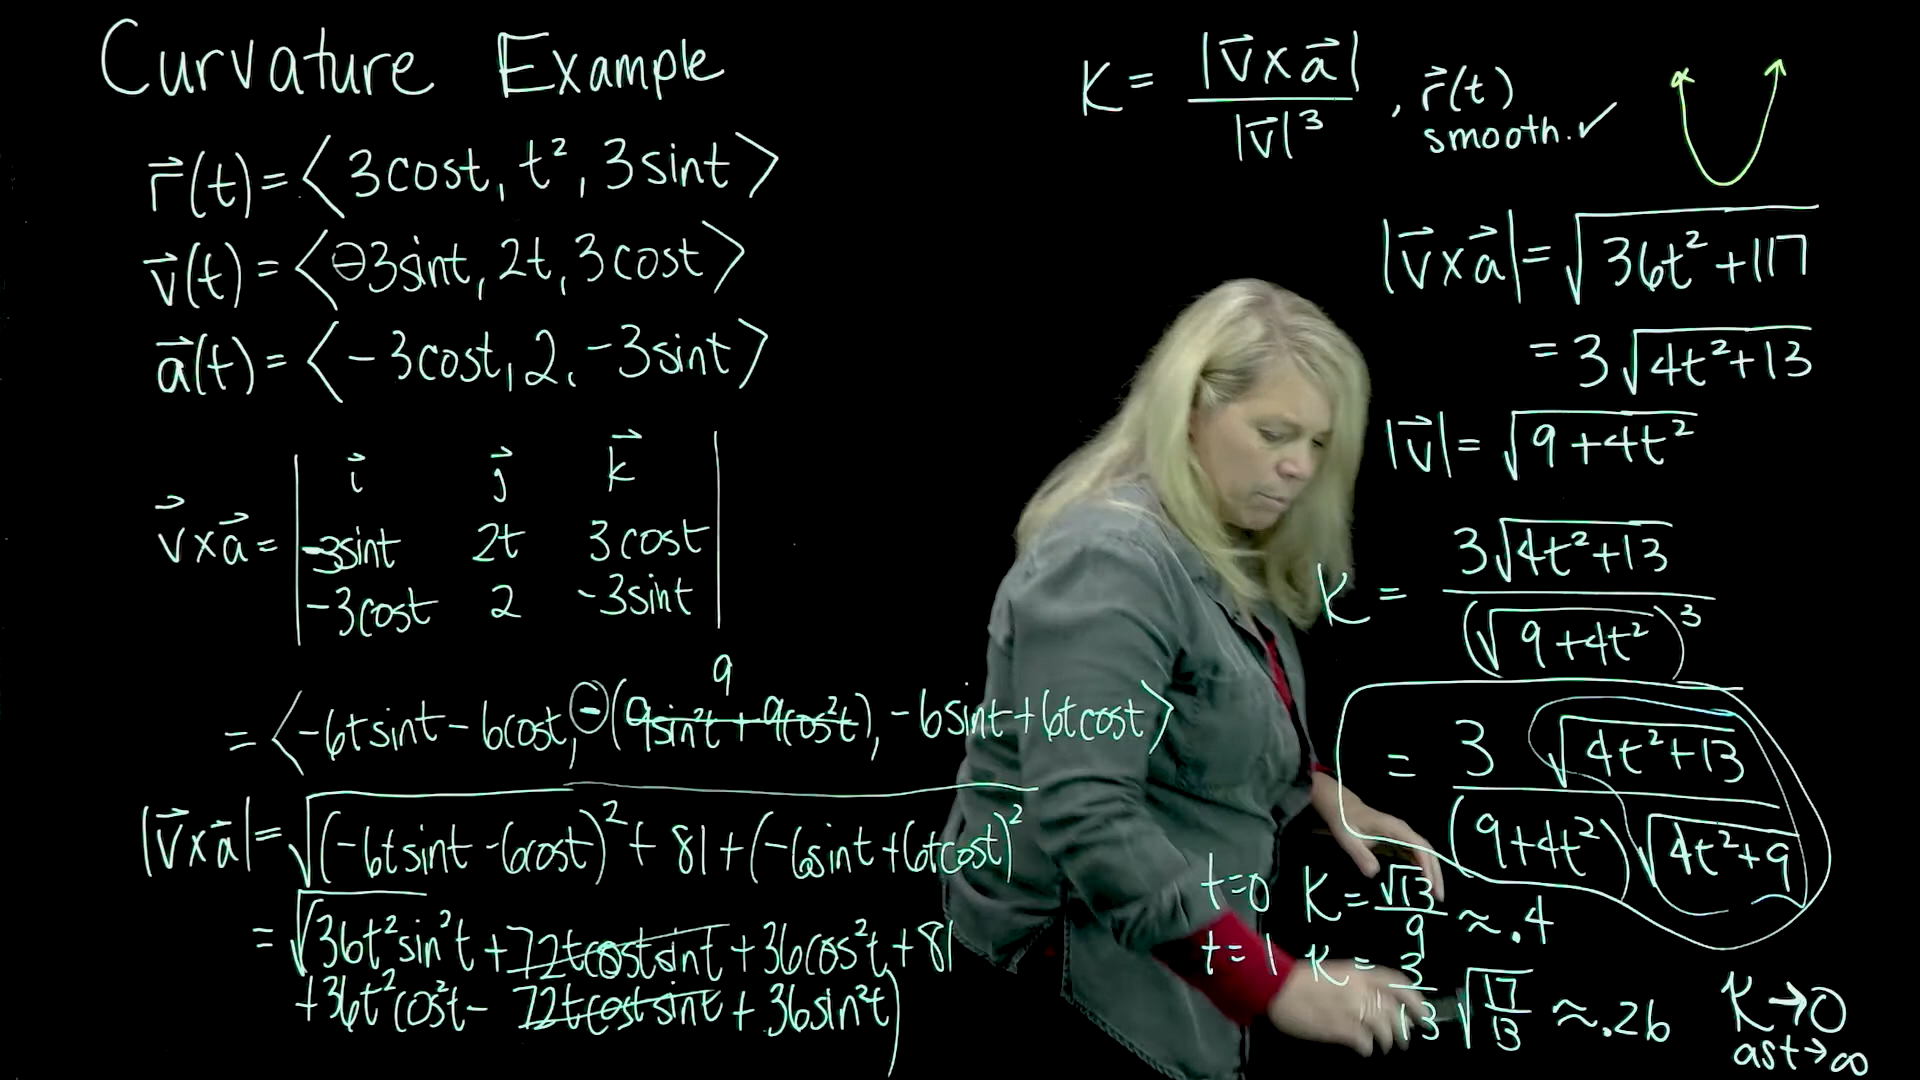 Curvature Example
r⃗(t) = ⟨3cost, t², 3sint⟩
v⃗(t) = ⟨-3sint, 2t, 3cost⟩
a⃗(t) = ⟨-3cost, 2, -3sint⟩
v⃗×a⃗ = | i⃗ j⃗ k⃗ |
-3sint 2t 3cost
-3cost 2 -3sint
= ⟨-6tsint - 6cost, -(9sin²t + 9cos²t), -6sint + 6tcost⟩
9
|v⃗×a⃗| = √((-6tsint - 6cost)² + 81 + (-6sint + 6tcost)²
= √(36t²sin²t + 72tcostsint + 36cos²t + 81
+ 36t²cos²t - 72tcostsint + 36sin²t)
K = |v⃗×a⃗| / |v⃗|³ , r⃗(t)
smooth. ✓
|v⃗×a⃗| = √(36t² + 117)
= 3√(4t² + 13)
|v⃗| = √(9 + 4t²)
K = 3√(4t² + 13) / (√(9 + 4t²))³
= 3 √(4t² + 13) / (9 + 4t²) √(4t² + 9)
t=0 K = √13 / 9 ≈ .4
t=1 K = 3/13 √(17/13) ≈ .26
K → 0
as t → ∞